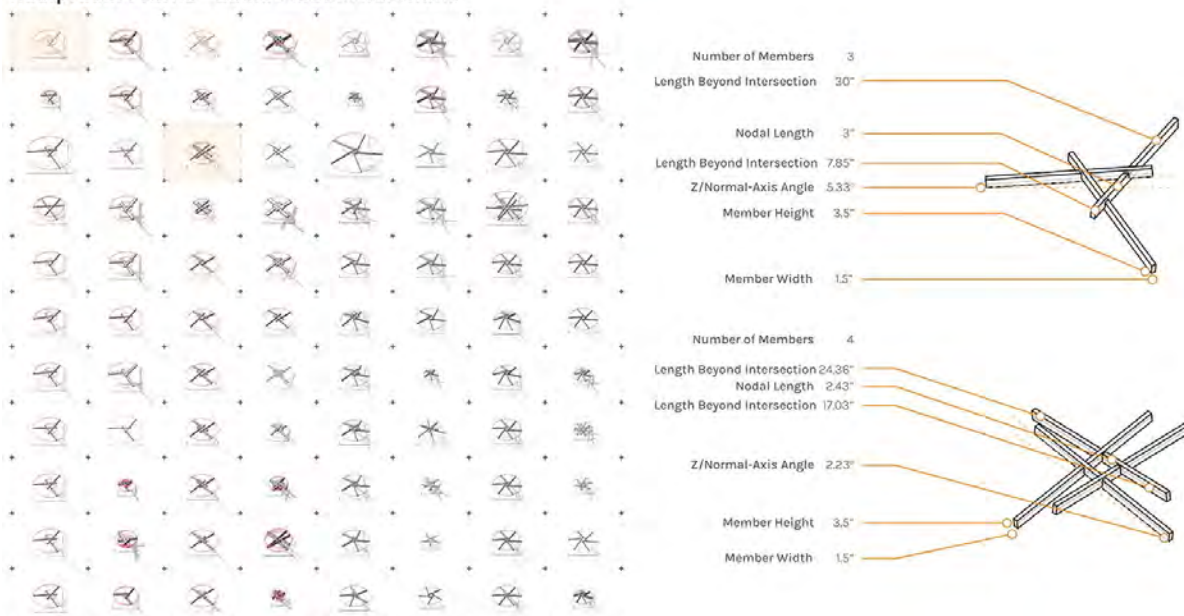 Number of Members 3
Length Beyond Intersection 30"
Nodal Length 3"
Length Beyond Intersection 7.85"
Z/Normal-Axis Angle 5.33
Member Height 3.5"
Member Width 1.5"
Number of Members 4
Length Beyond Intersection 24.36"
Nodal Length 2.43"
Length Beyond Intersection 17.03"
Z/Normal-Axis Angle 2.23"
Member Height 3.5"
Member Width 1.5"